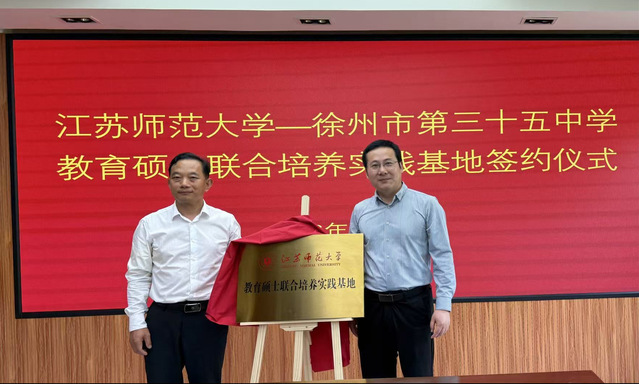 江苏师范大学—徐州市第三十五中学
教育硕 联合培养实践基地签约仪式
年
江苏师范大学
教育硕士联合培养实践基地